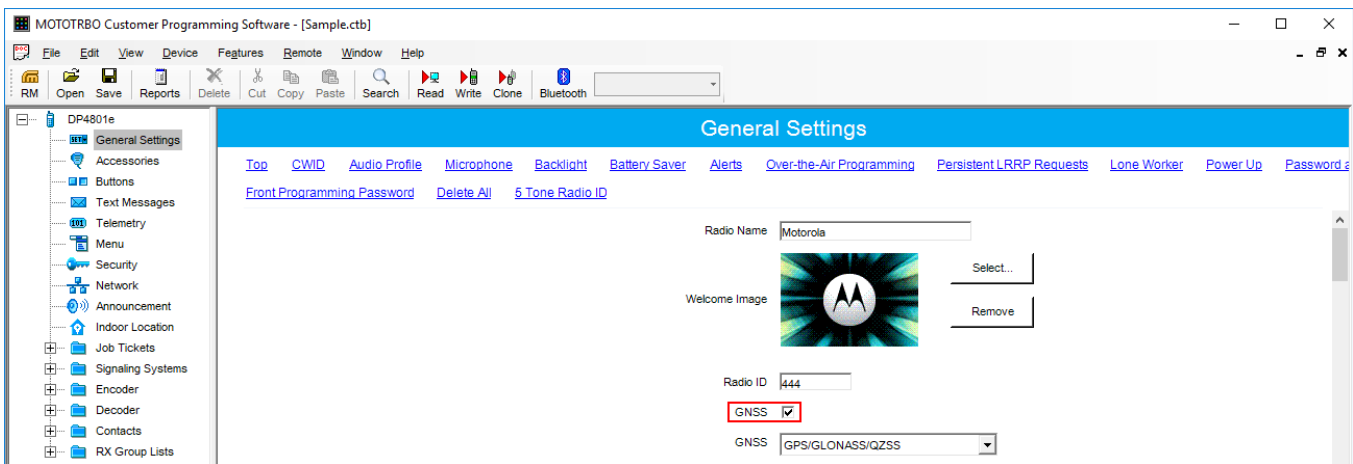 MOTOTRBO Customer Programming Software - [Sample.ctb]
DOC File Edit View Device Features Remote Window Help
RM Open Save Reports Delete Cut Copy Paste Search Read Write Clone Bluetooth
DP4801e
General Settings
Accessories
Buttons
Text Messages
Telemetry
Menu
Security
Network
Announcement
Indoor Location
Job Tickets
Signaling Systems
Encoder
Decoder
Contacts
RX Group Lists
General Settings
Top CWID Audio Profile Microphone Backlight Battery Saver Alerts Over-the-Air Programming Persistent LRRP Requests Lone Worker Power Up Password a
Front Programming Password Delete All 5 Tone Radio ID
Radio Name Motorola
Welcome Image
Select...
Remove
Radio ID 444
GNSS
GNSS GPS/GLONASS/QZSS